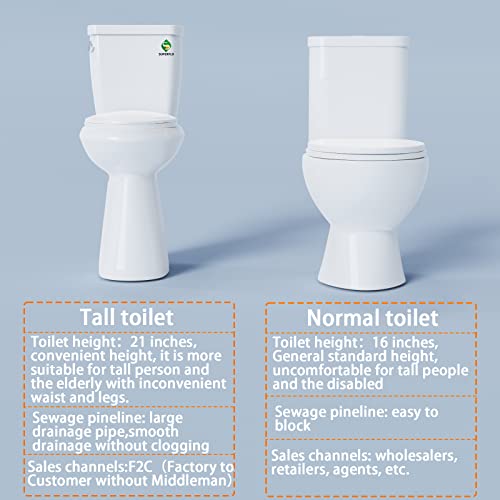 SUPERFLO
Tall toilet
Toilet height：21 inches,
convenient height, it is more
suitable for tall person and
the elderly with inconvenient
waist and legs.
Sewage pineline: large
drainage pipe,smooth
drainage without clogging
Sales channels:F2C（Factory to
Customer without Middleman）
Normal toilet
Toilet height：16 inches,
General standard height,
uncomfortable for tall people
and the disabled
Sewage pineline: easy to
block
Sales channels: wholesalers,
retailers, agents, etc.